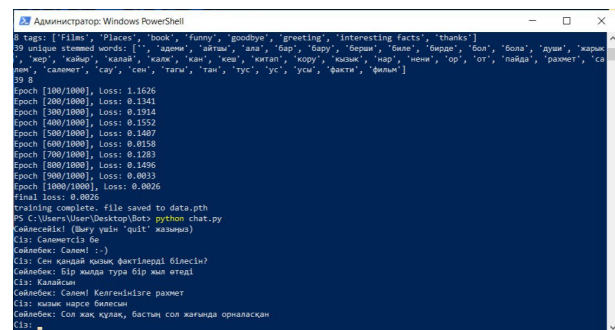 Администратор: Windows PowerShell
8 tags: ['Films', 'Places', 'book', 'funny', 'goodbye', 'greeting', 'interesting facts', 'thanks']
39 unique stemmed words: ['', 'адеми', 'айтшы', 'ала', 'бар', 'бару', 'берши', 'биле', 'бирде', 'бол', 'бола', 'души', 'жарык
', 'жер', 'кайыр', 'калай', 'калж', 'кан', 'кеш', 'китап', 'кору', 'кызык', 'нар', 'нени', 'ор', 'от', 'пайда', 'рахмет', 'са
лем', 'салемет', 'сау', 'сен', 'тагы', 'тан', 'тус', 'ус', 'усы', 'факти', 'фильм']
39 8
Epoch [100/1000], Loss: 1.1626
Epoch [200/1000], Loss: 0.1341
Epoch [300/1000], Loss: 0.1914
Epoch [400/1000], Loss: 0.1552
Epoch [500/1000], Loss: 0.1407
Epoch [600/1000], Loss: 0.0158
Epoch [700/1000], Loss: 0.1283
Epoch [800/1000], Loss: 0.1496
Epoch [900/1000], Loss: 0.0033
Epoch [1000/1000], Loss: 0.0026
final loss: 0.0026
training complete. file saved to data.pth
PS C:\Users\User\Desktop\Bot> python chat.py
Сөйлесейік! (Шығу үшін 'quit' жазыңыз)
Сіз: Сәлеметсіз бе
Сөйлебек: Сәлем! :-)
Сіз: Сен қандай қызық фактілерді білесін?
Сөйлебек: Бір жылда тура бір жыл өтеді
Сіз: Калайсын
Сөйлебек: Сәлем! Келгенінізге рахмет
Сіз: кызык нарсе билесын
Сөйлебек: Сол жақ құлақ, бастың сол жағында орналасқан
Сіз: